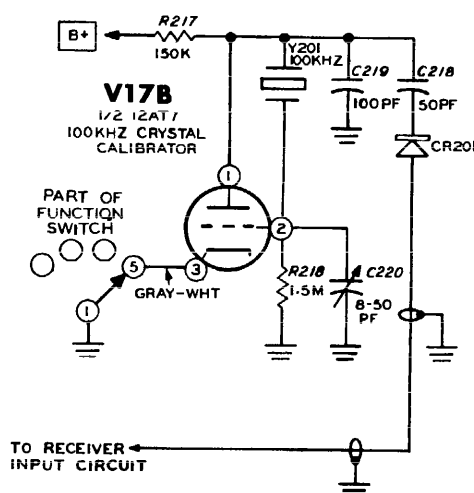 B+
R217
150K
Y201
100KHZ
C219
100PF
C218
50PF
V17B
1/2 12AT7
100KHZ CRYSTAL
CALIBRATOR
CR201
1
PART OF
FUNCTION
SWITCH
2
5
3
GRAY-WHT
1
R218
1.5M
C220
8-50
PF
TO RECEIVER
INPUT CIRCUIT